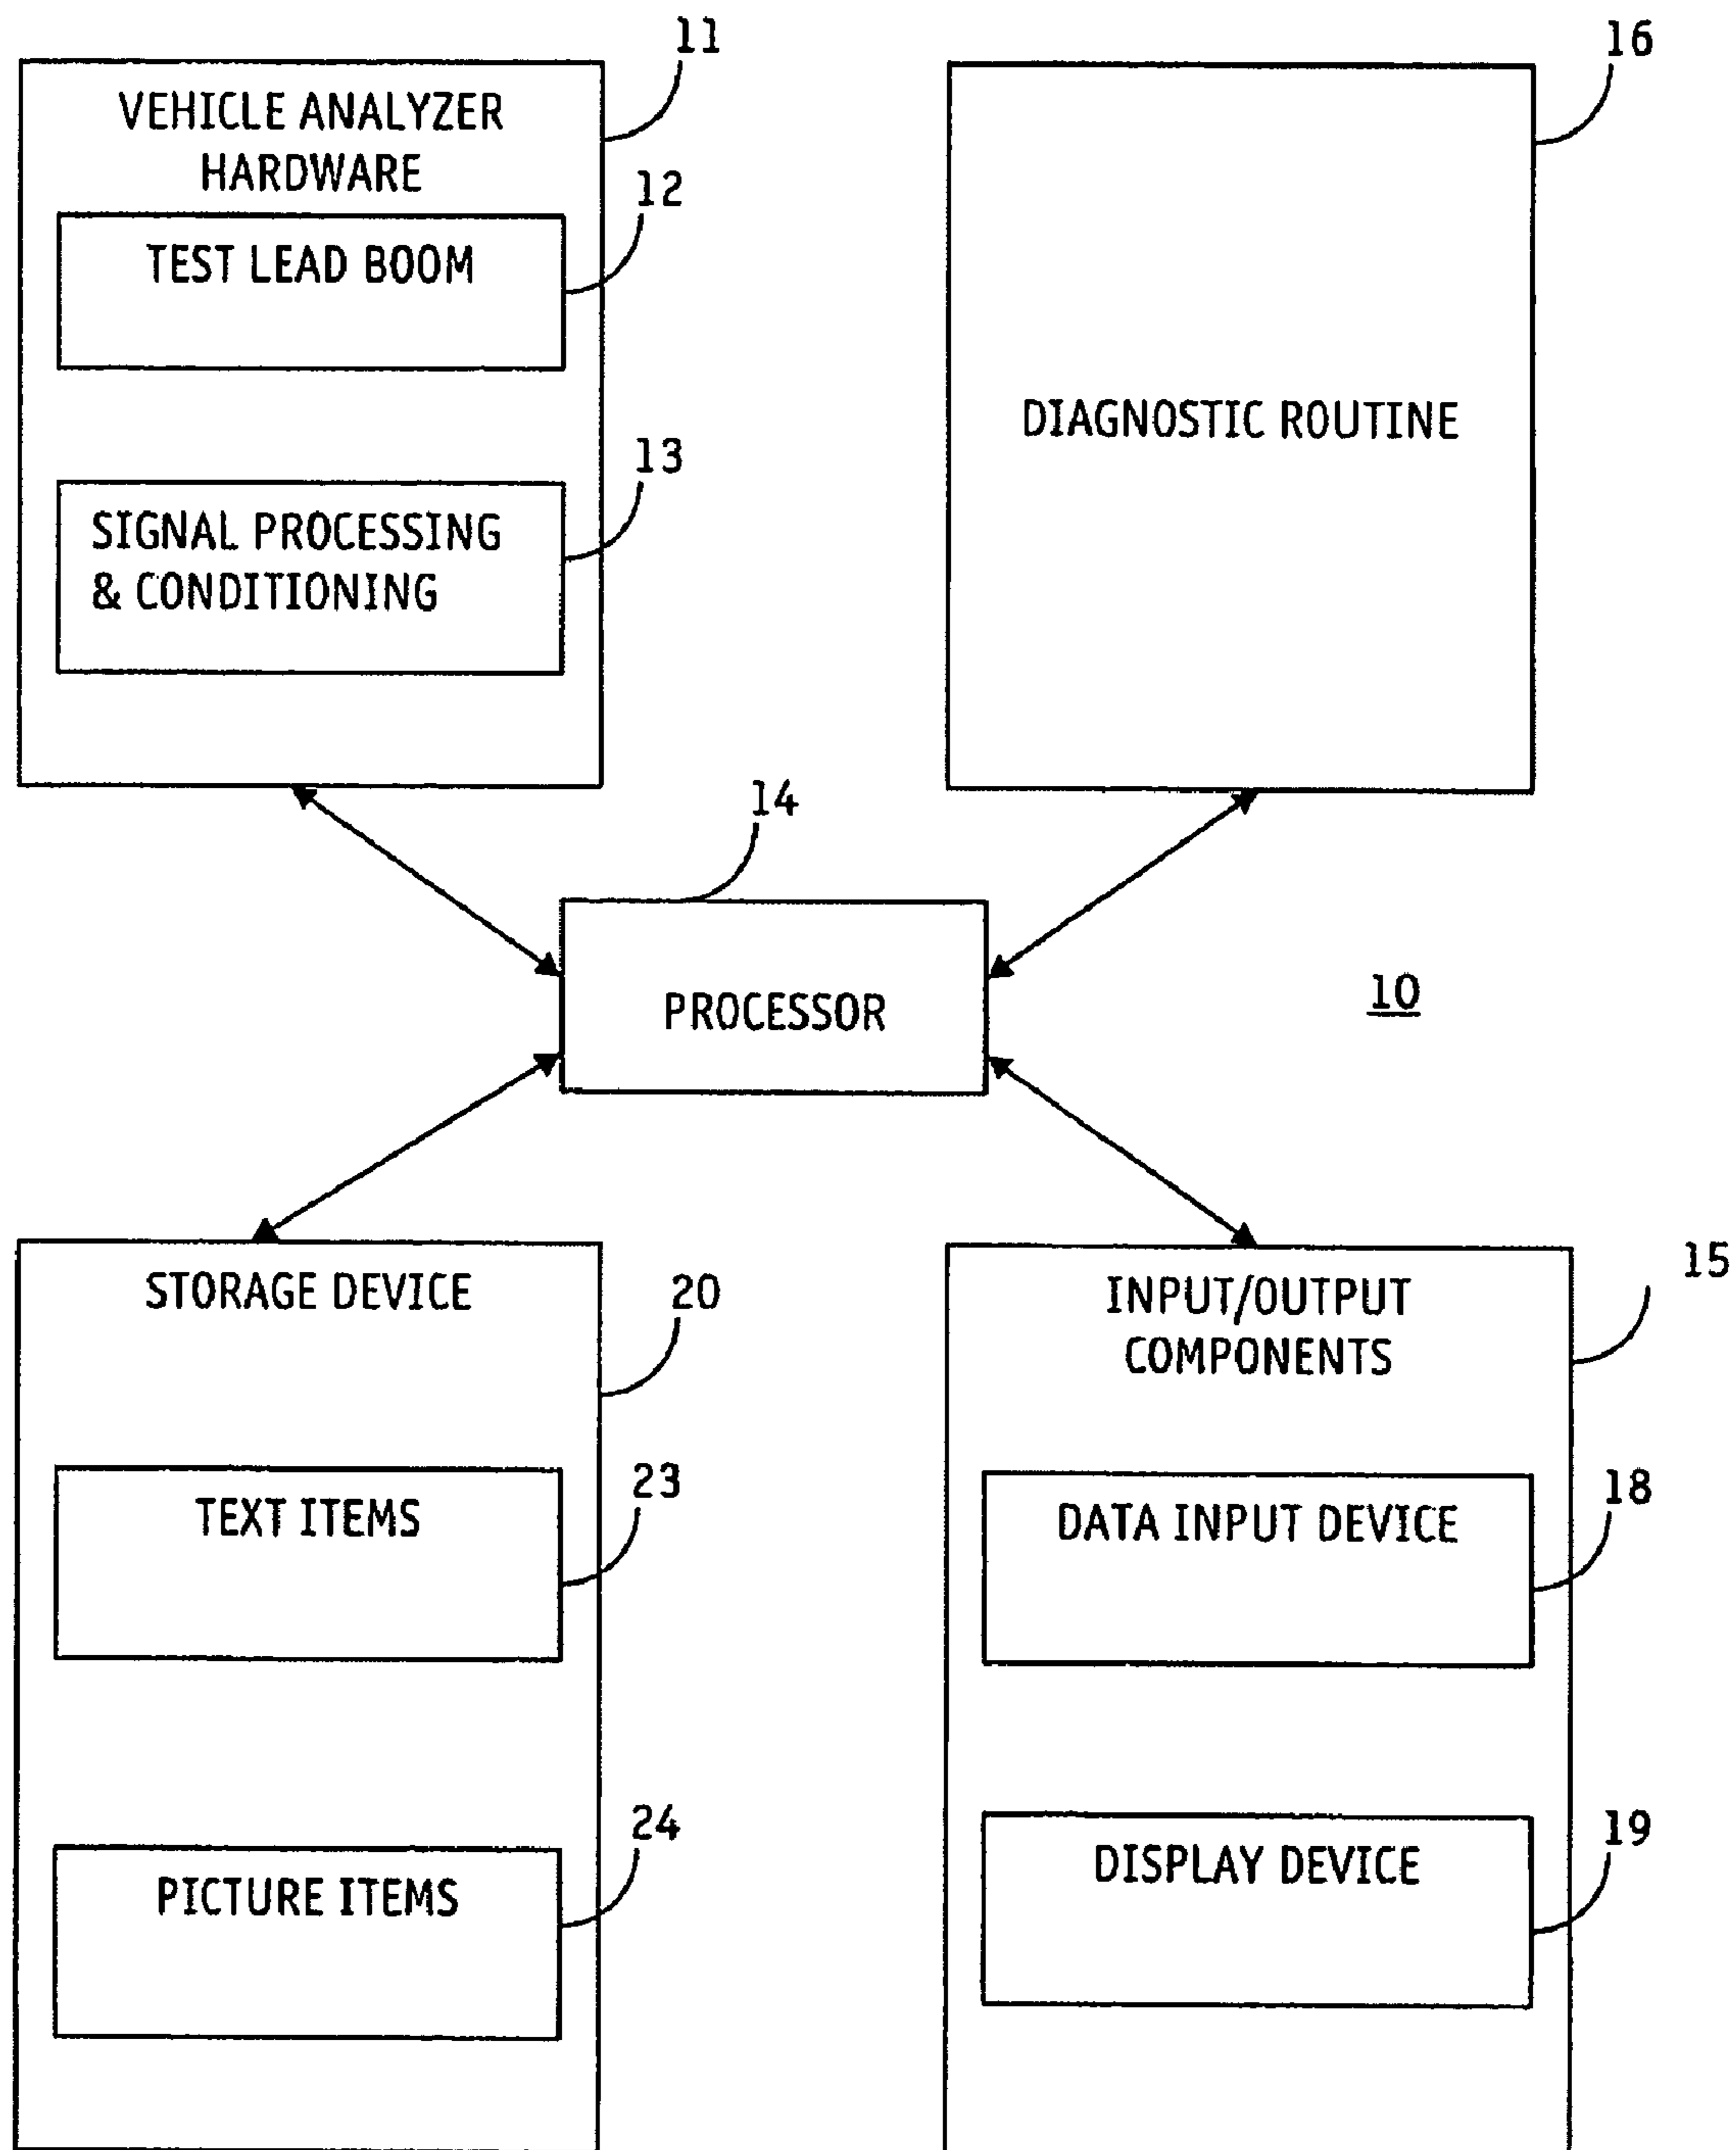 11
VEHICLE ANALYZER
HARDWARE
12
TEST LEAD BOOM
13
SIGNAL PROCESSING
& CONDITIONING
16
DIAGNOSTIC ROUTINE
14
PROCESSOR
10
STORAGE DEVICE
20
TEXT ITEMS
23
PICTURE ITEMS
24
INPUT/OUTPUT
COMPONENTS
15
DATA INPUT DEVICE
18
DISPLAY DEVICE
19